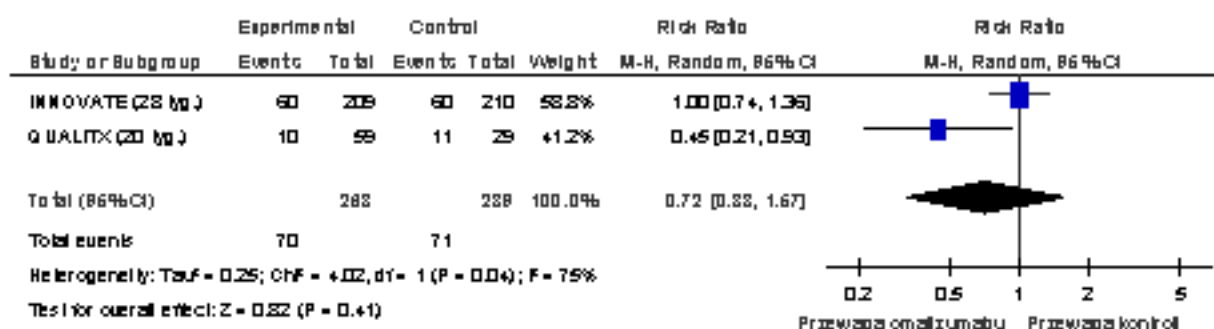 Experimental Control Risk Ratio Risk Ratio
Study or Subgroup Events Total Events Total Weight M-H, Random, 95% CI M-H, Random, 95% CI
INNOVATE (28 tyg.) 60 209 60 210 58.8% 1.00 [0.74, 1.36]
QUALITX (20 tyg.) 10 59 11 29 41.2% 0.45 [0.21, 0.93]
Total (95% CI) 268 239 100.0% 0.72 [0.33, 1.57]
Total events 70 71
Heterogeneity: Tau² = 0.25; Chi² = 4.02, df = 1 (P = 0.04); I² = 75%
Test for overall effect: Z = 0.82 (P = 0.41)
0.2 0.5 1 2 5
Przewaga omalizumabu Przewaga kontroli